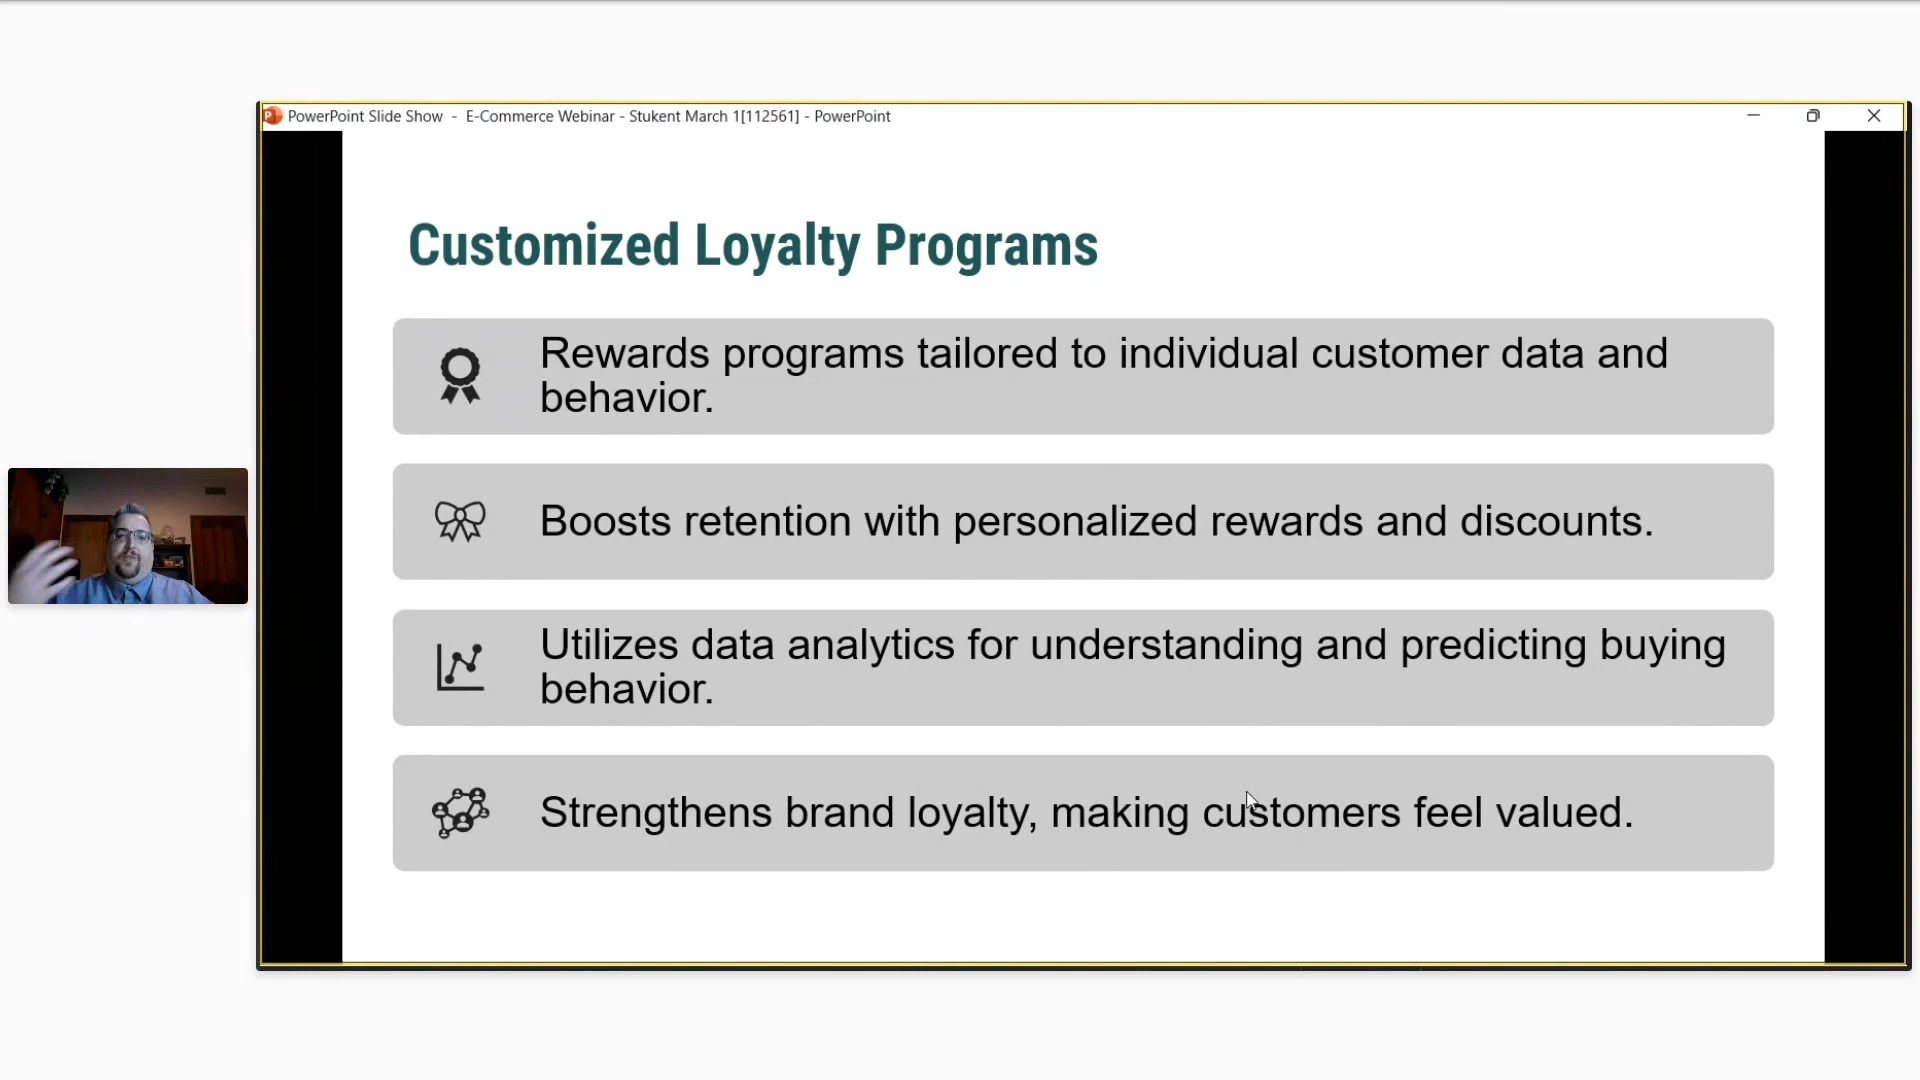 PowerPoint Slide Show - E-Commerce Webinar - Stukent March 1[112561] - PowerPoint
Customized Loyalty Programs
Rewards programs tailored to individual customer data and
behavior.
Boosts retention with personalized rewards and discounts.
Utilizes data analytics for understanding and predicting buying
behavior.
Strengthens brand loyalty, making customers feel valued.